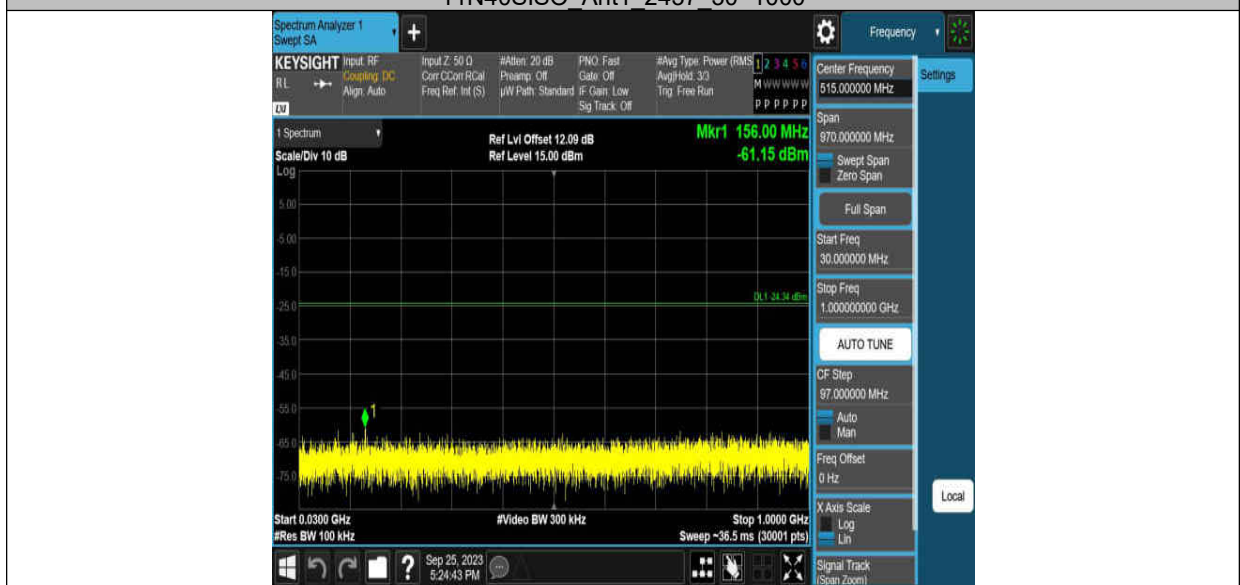 11N40SISO_Ant1_2437_30~1000
Spectrum Analyzer 1
Swept SA
+
Frequency
KEYSIGHT
RL
LXI
Input: RF
Coupling: DC
Align: Auto
Input Z: 50 Ω
Corr CCorr RCal
Freq Ref: Int (S)
#Atten: 20 dB
Preamp: Off
µW Path: Standard
PNO: Fast
Gate: Off
IF Gain: Low
Sig Track: Off
#Avg Type: Power (RMS
Avg|Hold: 3/3
Trig: Free Run
1 2 3 4 5 6
M W W W W W
P P P P P P
Center Frequency
515.000000 MHz
Settings
1 Spectrum
Scale/Div 10 dB
Log
Ref Lvl Offset 12.09 dB
Ref Level 15.00 dBm
Mkr1 156.00 MHz
-61.15 dBm
Span
970.000000 MHz
Swept Span
Zero Span
Full Span
Start Freq
30.000000 MHz
Stop Freq
1.000000000 GHz
AUTO TUNE
CF Step
97.000000 MHz
Auto
Man
Freq Offset
0 Hz
X Axis Scale
Log
Lin
Signal Track
(Span Zoom)
Local
5.00
-5.00
-15.0
-25.0
DL1 -24.34 dBm
-35.0
-45.0
-55.0
1
-65.0
-75.0
Start 0.0300 GHz
#Res BW 100 kHz
#Video BW 300 kHz
Stop 1.0000 GHz
Sweep ~36.5 ms (30001 pts)
?
Sep 25, 2023
5:24:43 PM